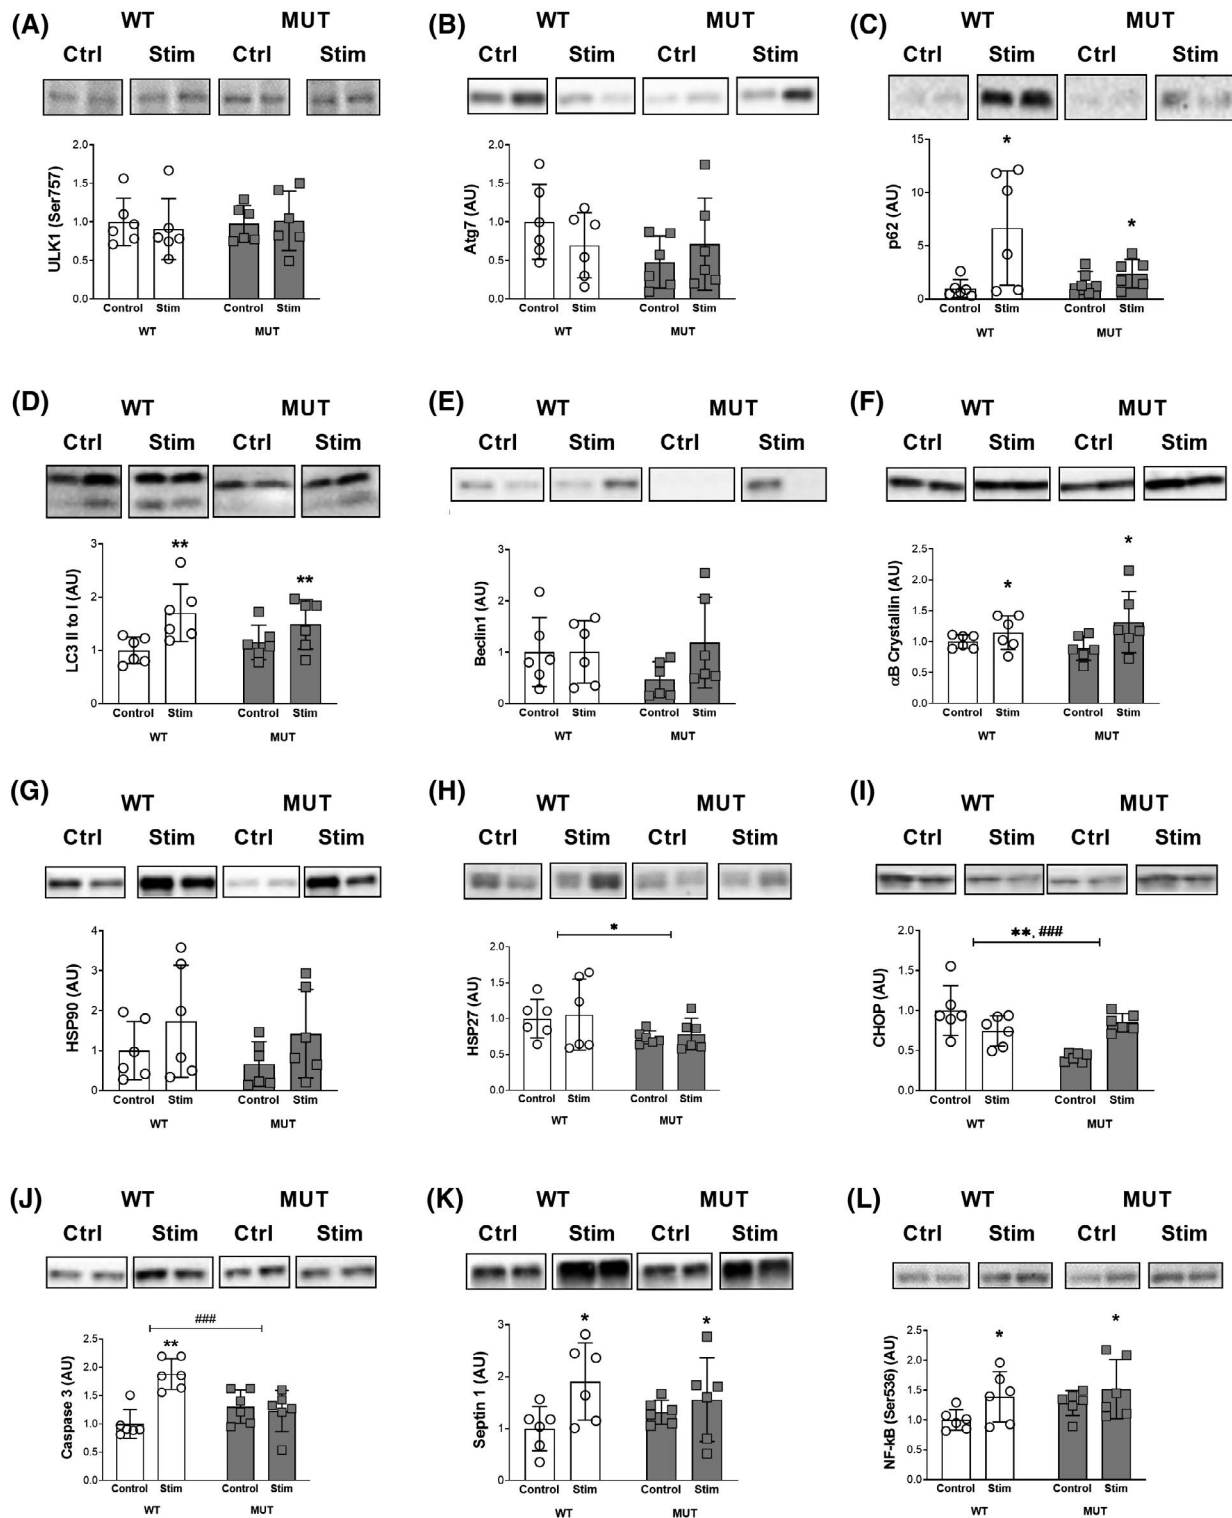 (A) WT MUT
Ctrl Stim Ctrl Stim
ULK1 (Ser757)
2.0
1.5
1.0
0.5
0.0
Control Stim Control Stim
WT MUT
(B) WT MUT
Ctrl Stim Ctrl Stim
Atg7 (AU)
2.0
1.5
1.0
0.5
0.0
Control Stim Control Stim
WT MUT
(C) WT MUT
Ctrl Stim Ctrl Stim
p62 (AU)
15
10
5
0
* *
Control Stim Control Stim
WT MUT
(D) WT MUT
Ctrl Stim Ctrl Stim
LC3 II to I (AU)
3
2
1
0
** **
Control Stim Control Stim
WT MUT
(E) WT MUT
Ctrl Stim Ctrl Stim
Beclin1 (AU)
3
2
1
0
Control Stim Control Stim
WT MUT
(F) WT MUT
Ctrl Stim Ctrl Stim
αB Crystallin (AU)
2.5
2.0
1.5
1.0
0.5
0.0
* *
Control Stim Control Stim
WT MUT
(G) WT MUT
Ctrl Stim Ctrl Stim
HSP90 (AU)
4
3
2
1
0
Control Stim Control Stim
WT MUT
(H) WT MUT
Ctrl Stim Ctrl Stim
*
HSP27 (AU)
2.0
1.5
1.0
0.5
0.0
Control Stim Control Stim
WT MUT
(I) WT MUT
Ctrl Stim Ctrl Stim
**, ###
CHOP (AU)
2.0
1.5
1.0
0.5
0.0
Control Stim Control Stim
WT MUT
(J) WT MUT
Ctrl Stim Ctrl Stim
###
**
Caspase 3 (AU)
2.5
2.0
1.5
1.0
0.5
0.0
Control Stim Control Stim
WT MUT
(K) WT MUT
Ctrl Stim Ctrl Stim
* *
Septin 1 (AU)
3
2
1
0
Control Stim Control Stim
WT MUT
(L) WT MUT
Ctrl Stim Ctrl Stim
* *
NF-kB (Ser536) (AU)
2.5
2.0
1.5
1.0
0.5
0.0
Control Stim Control Stim
WT MUT